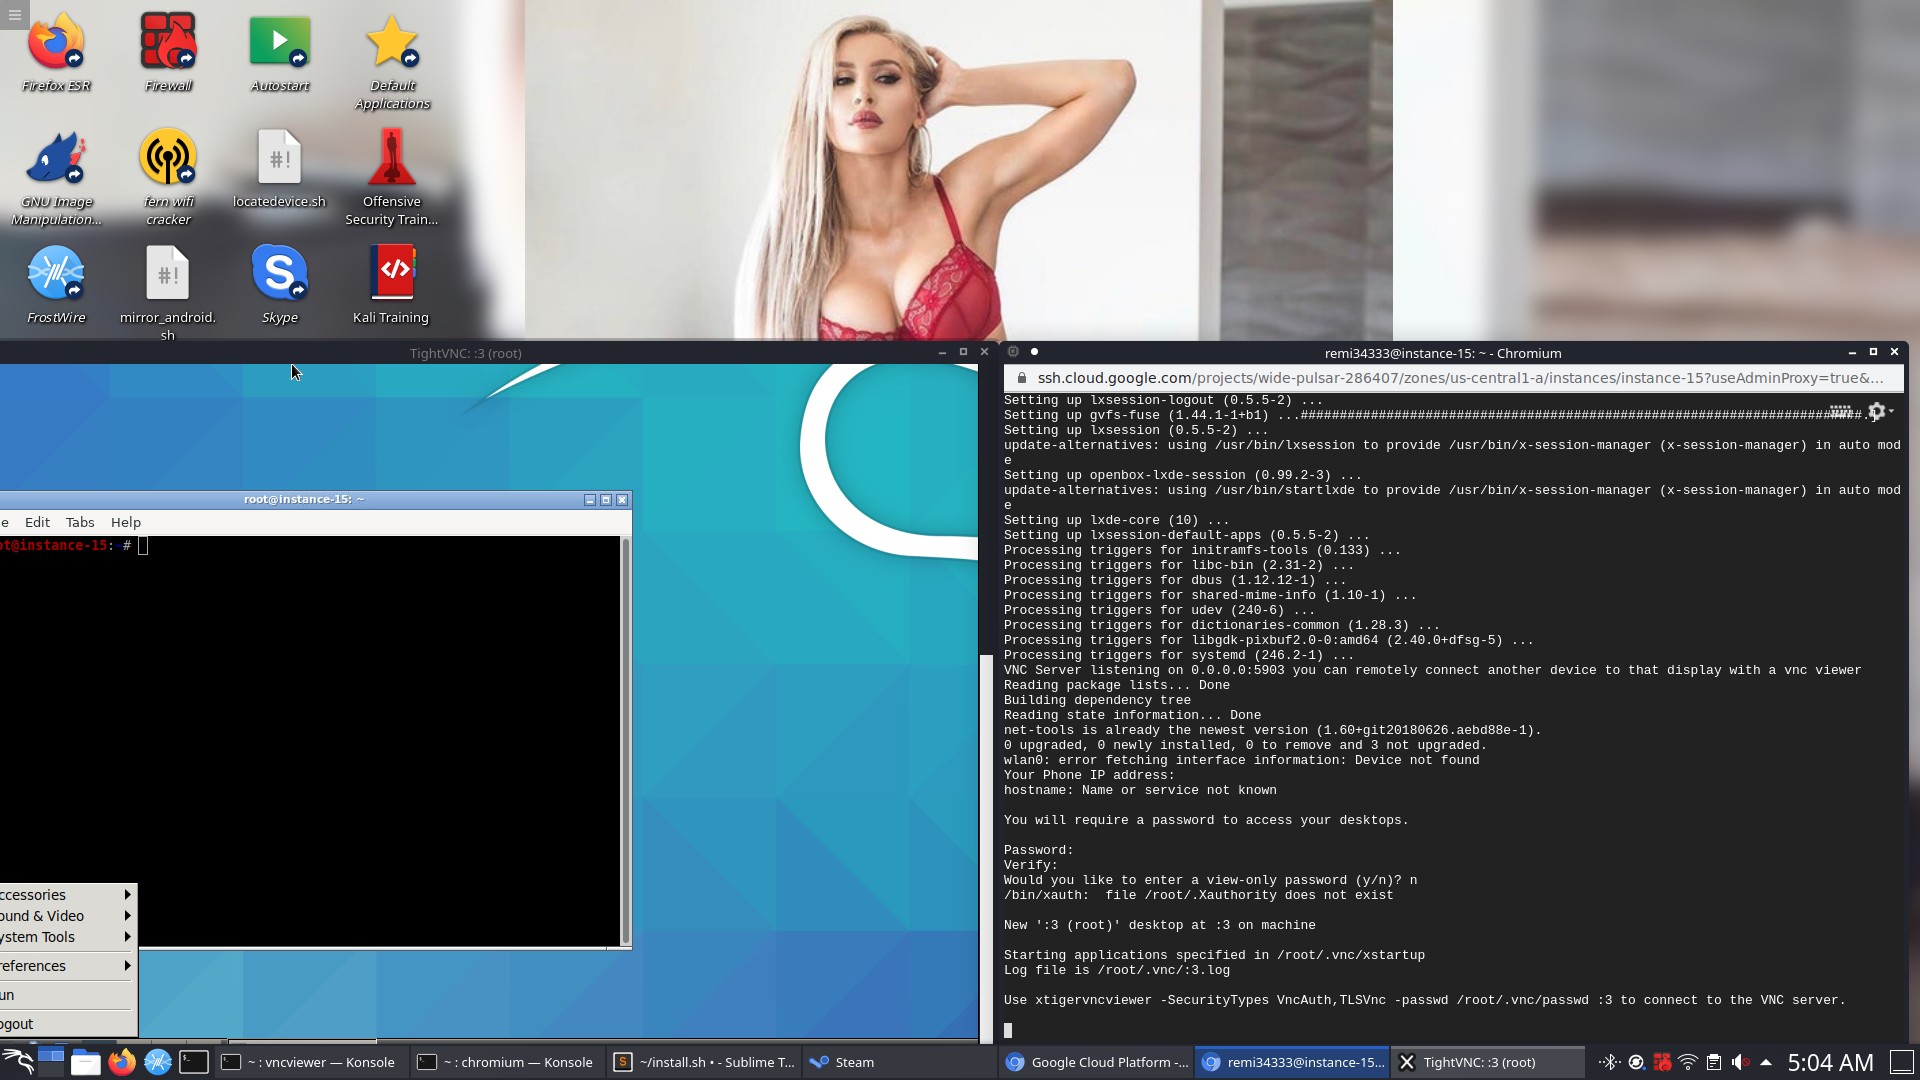 Firefox ESR
Firewall
Autostart
Default
Applications
GNU Image
Manipulation...
fern wifi
cracker
#!
locatedevice.sh
Offensive
Security Train...
FrostWire
#!
mirror_android.
sh
Skype
Kali Training
TightVNC: :3 (root)
root@instance-15: ~
e Edit Tabs Help
ot@instance-15: #
ccessories
ound & Video
ystem Tools
references
un
ogout
remi34333@instance-15: ~ - Chromium
ssh.cloud.google.com/projects/wide-pulsar-286407/zones/us-central1-a/instances/instance-15?useAdminProxy=true&...
Setting up lxsession-logout (0.5.5-2) ...
Setting up gvfs-fuse (1.44.1-1+b1) ...########################################################################.]
Setting up lxsession (0.5.5-2) ...
update-alternatives: using /usr/bin/lxsession to provide /usr/bin/x-session-manager (x-session-manager) in auto mod
e
Setting up openbox-lxde-session (0.99.2-3) ...
update-alternatives: using /usr/bin/startlxde to provide /usr/bin/x-session-manager (x-session-manager) in auto mod
e
Setting up lxde-core (10) ...
Setting up lxsession-default-apps (0.5.5-2) ...
Processing triggers for initramfs-tools (0.133) ...
Processing triggers for libc-bin (2.31-2) ...
Processing triggers for dbus (1.12.12-1) ...
Processing triggers for shared-mime-info (1.10-1) ...
Processing triggers for udev (240-6) ...
Processing triggers for dictionaries-common (1.28.3) ...
Processing triggers for libgdk-pixbuf2.0-0:amd64 (2.40.0+dfsg-5) ...
Processing triggers for systemd (246.2-1) ...
VNC Server listening on 0.0.0.0:5903 you can remotely connect another device to that display with a vnc viewer
Reading package lists... Done
Building dependency tree
Reading state information... Done
net-tools is already the newest version (1.60+git20180626.aebd88e-1).
0 upgraded, 0 newly installed, 0 to remove and 3 not upgraded.
wlan0: error fetching interface information: Device not found
Your Phone IP address:
hostname: Name or service not known
You will require a password to access your desktops.
Password:
Verify:
Would you like to enter a view-only password (y/n)? n
/bin/xauth:  file /root/.Xauthority does not exist
New ':3 (root)' desktop at :3 on machine
Starting applications specified in /root/.vnc/xstartup
Log file is /root/.vnc/:3.log
Use xtigervncviewer -SecurityTypes VncAuth,TLSVnc -passwd /root/.vnc/passwd :3 to connect to the VNC server.
~ : vncviewer — Konsole
~ : chromium — Konsole
~/install.sh • - Sublime T...
Steam
Google Cloud Platform -...
remi34333@instance-15...
TightVNC: :3 (root)
5:04 AM